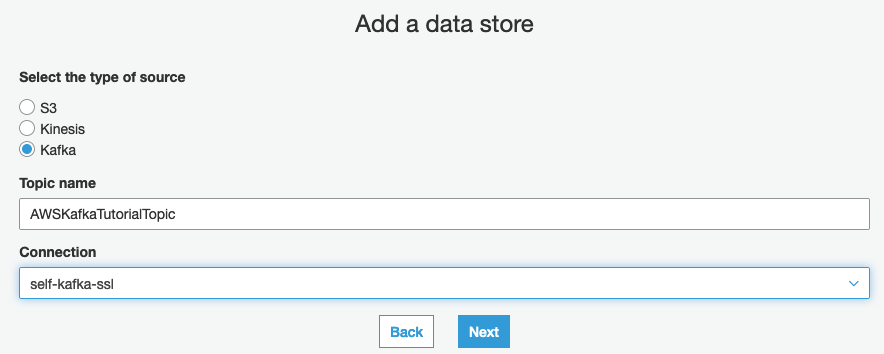 Add a data store
Select the type of source
S3
Kinesis
Kafka
Topic name
AWSKafkaTutorialTopic
Connection
self-kafka-ssl
Back Next